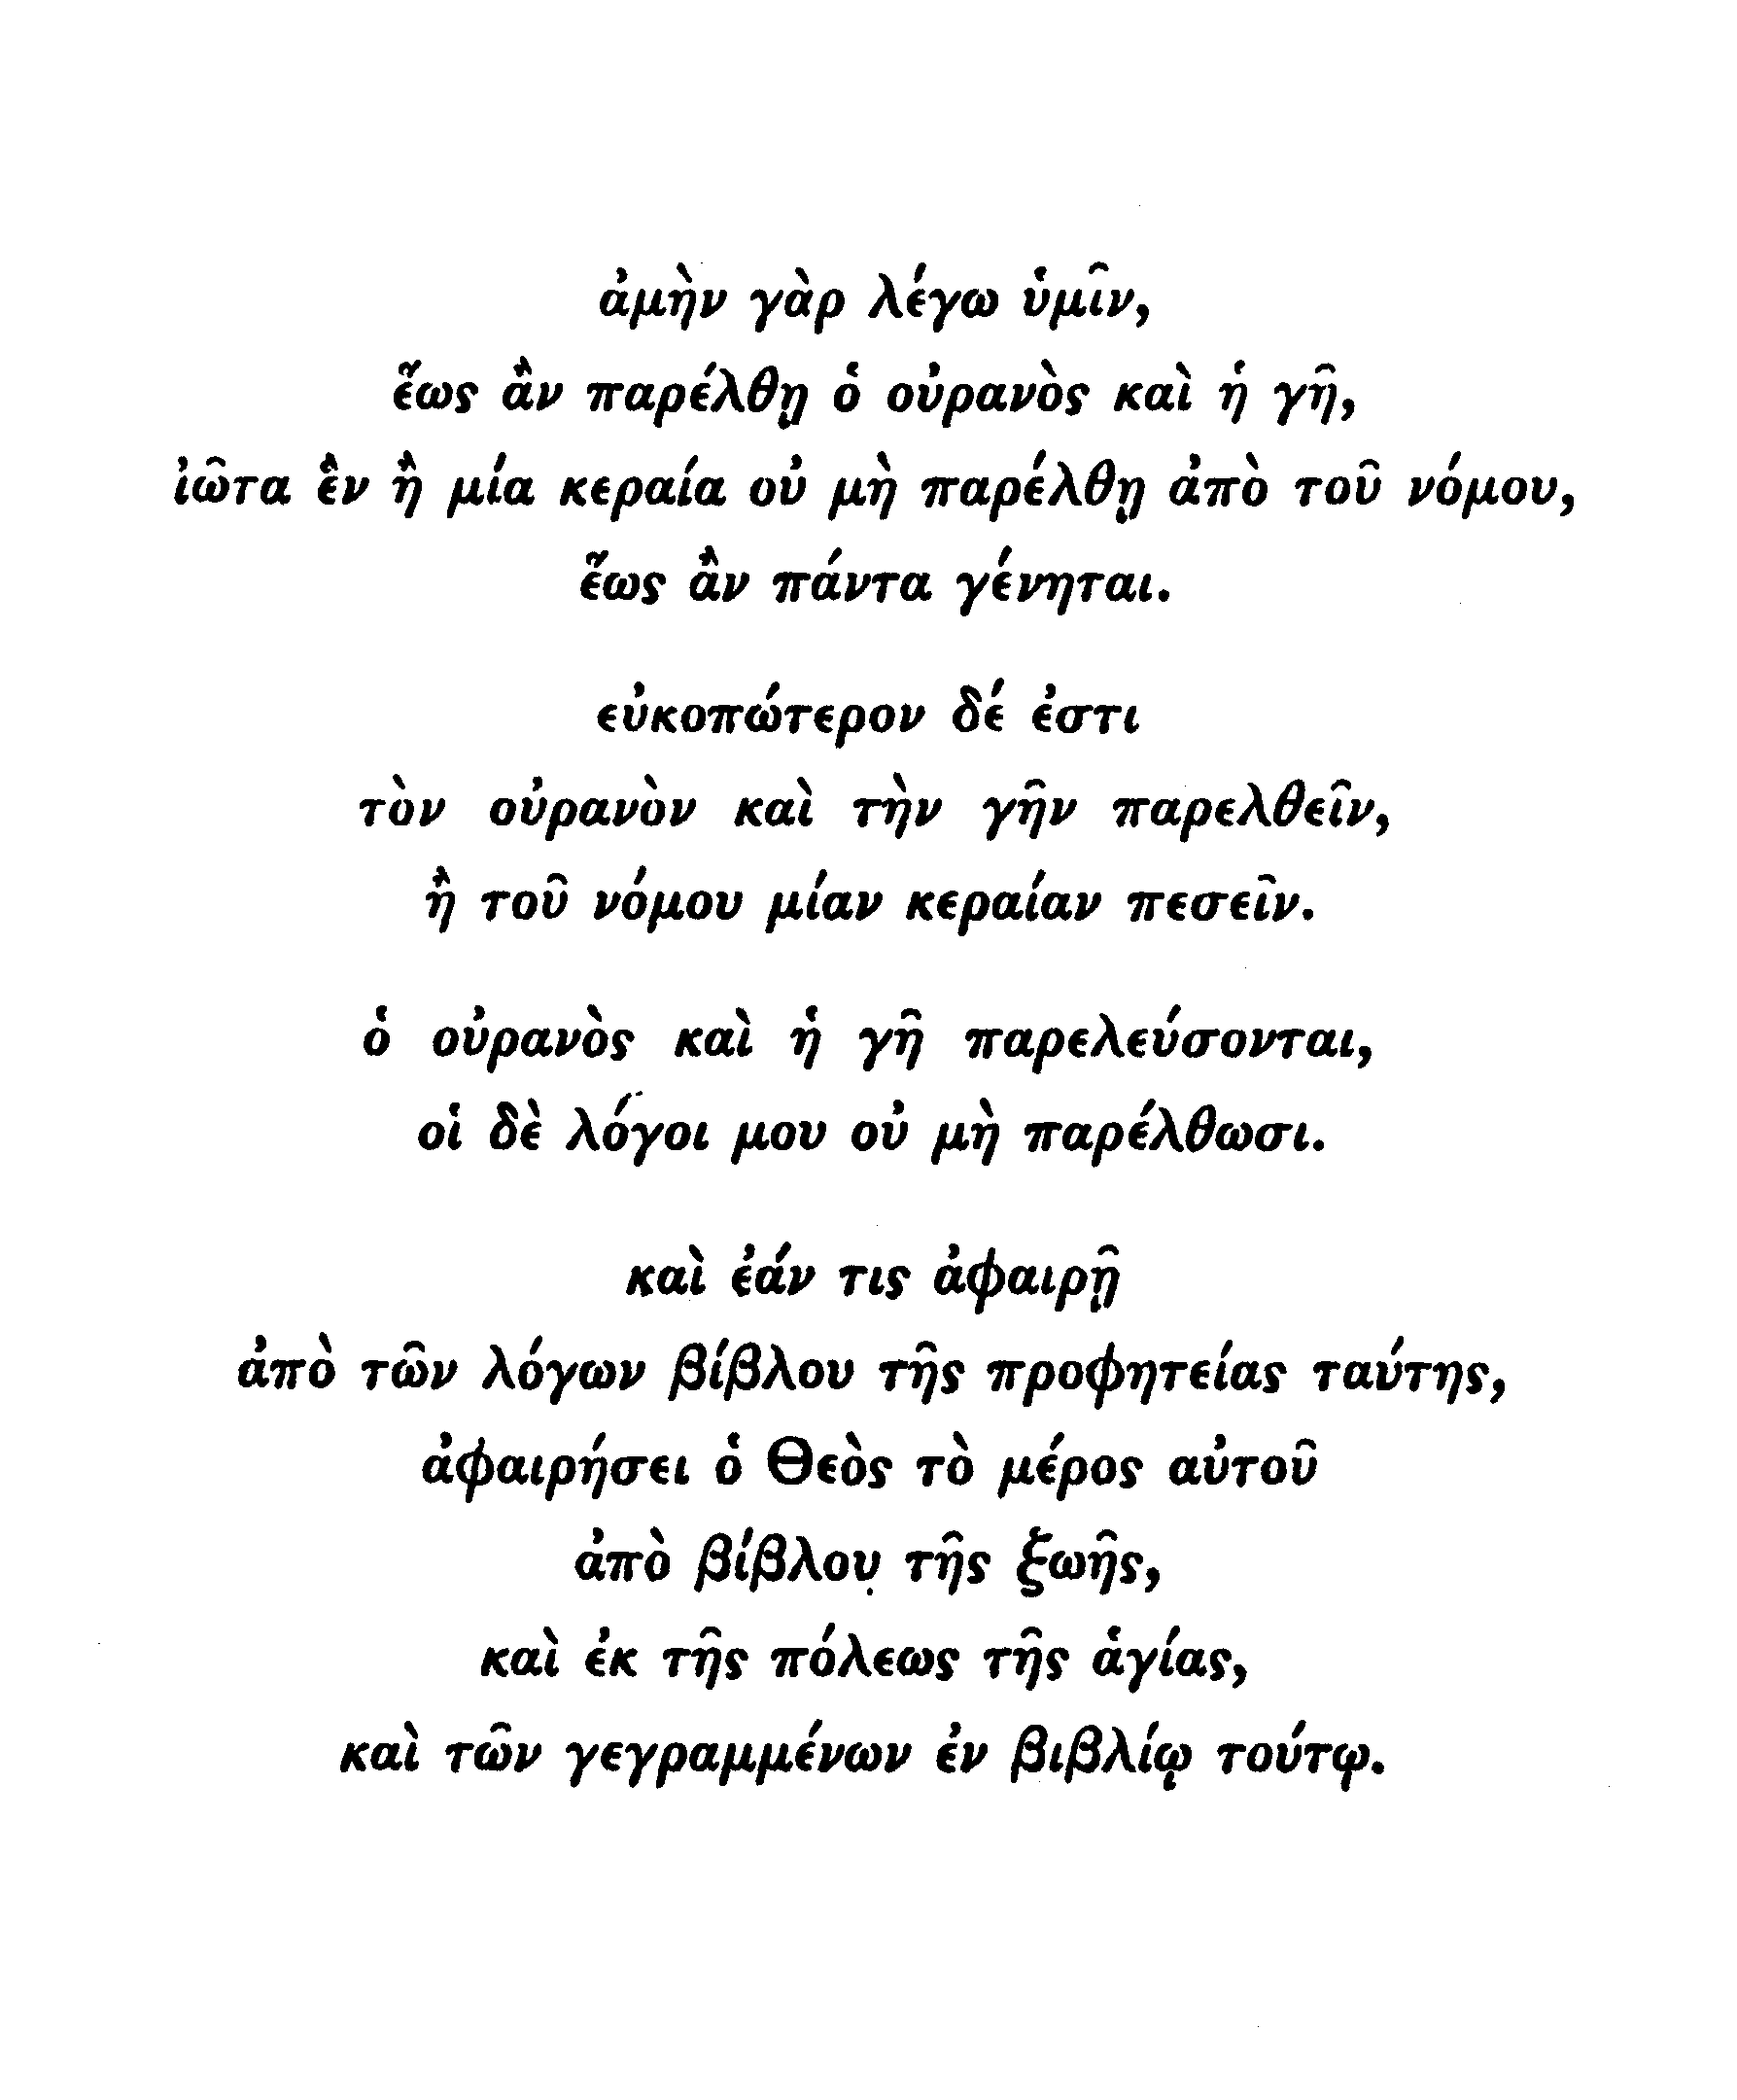 ἀμὴν γὰρ λέγω ὑμῖν,
ἕως ἂν παρέλθῃ ὁ οὐρανὸς καὶ ἡ γῆ,
ἰῶτα ἓν ἢ μία κεραία οὐ μὴ παρέλθῃ ἀπὸ τοῦ νόμου,
ἕως ἂν πάντα γένηται.
εὐκοπώτερον δέ ἐστι
τὸν οὐρανὸν καὶ τὴν γῆν παρελθεῖν,
ἢ τοῦ νόμου μίαν κεραίαν πεσεῖν.
ὁ οὐρανὸς καὶ ἡ γῆ παρελεύσονται,
οἱ δὲ λόγοι μου οὐ μὴ παρέλθωσι.
καὶ ἐάν τις ἀφαιρῇ
ἀπὸ τῶν λόγων βίβλου τῆς προφητείας ταύτης,
ἀφαιρήσει ὁ Θεὸς τὸ μέρος αὐτοῦ
ἀπὸ βίβλου τῆς ξωῆς,
καὶ ἐκ τῆς πόλεως τῆς ἁγίας,
καὶ τῶν γεγραμμένων ἐν βιβλίῳ τούτῳ.